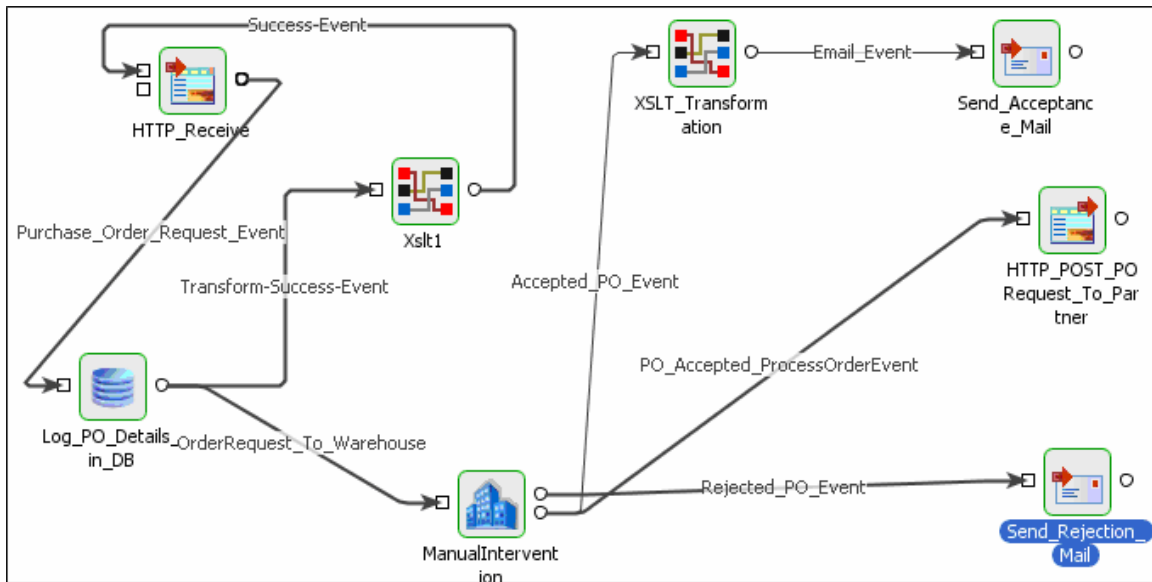 Success-Event
HTTP_Receive
XSLT_Transform
ation
Email_Event
Send_Acceptanc
e_Mail
Xslt1
Purchase_Order_Request_Event
Transform-Success-Event
Accepted_PO_Event
HTTP_POST_PO
Request_To_Par
tner
PO_Accepted_ProcessOrderEvent
Log_PO_Details_
in_DB
OrderRequest_To_Warehouse
ManualIntervent
ion
Rejected_PO_Event
Send_Rejection_
Mail